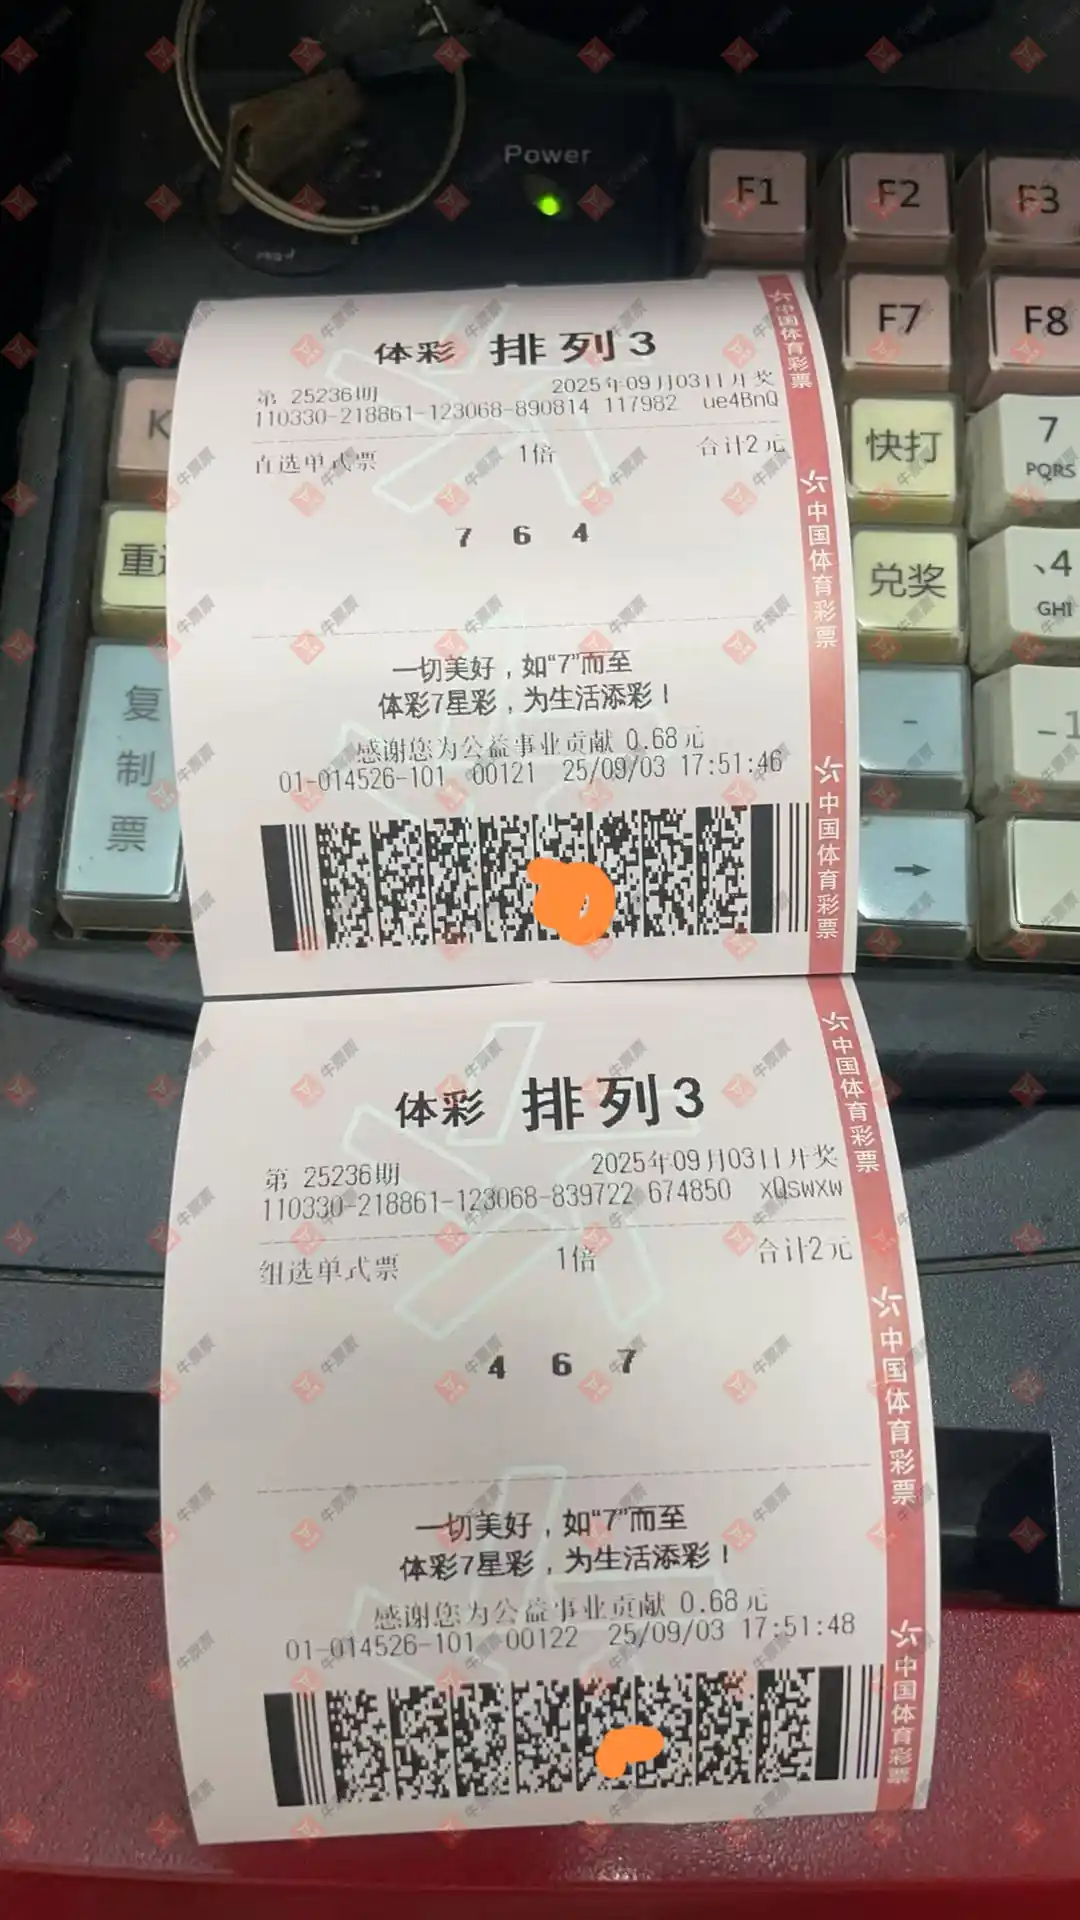 Power
F1
F2
F3
F7
F8
K
快打
7
PQRS
重
兑奖
4
GHI
复制票
-
-1
→
体彩 排列3
第 25236期 2025年09月03日开奖
110330-218861-123068-890814 117982 ue4BnQ
直选单式票 1倍 合计2元
7 6 4
一切美好，如“7”而至
体彩7星彩，为生活添彩！
感谢您为公益事业贡献 0.68元
01-014526-101 00121 25/09/03 17:51:46
中国体育彩票
中国体育彩票
中国体育彩票
体彩 排列3
第 25236期 2025年09月03日开奖
110330-218861-123068-839722 674850 xQswxw
组选单式票 1倍 合计2元
4 6 7
一切美好，如“7”而至
体彩7星彩，为生活添彩！
感谢您为公益事业贡献 0.68元
01-014526-101 00122 25/09/03 17:51:48
中国体育彩票
中国体育彩票
中国体育彩票
牛票票